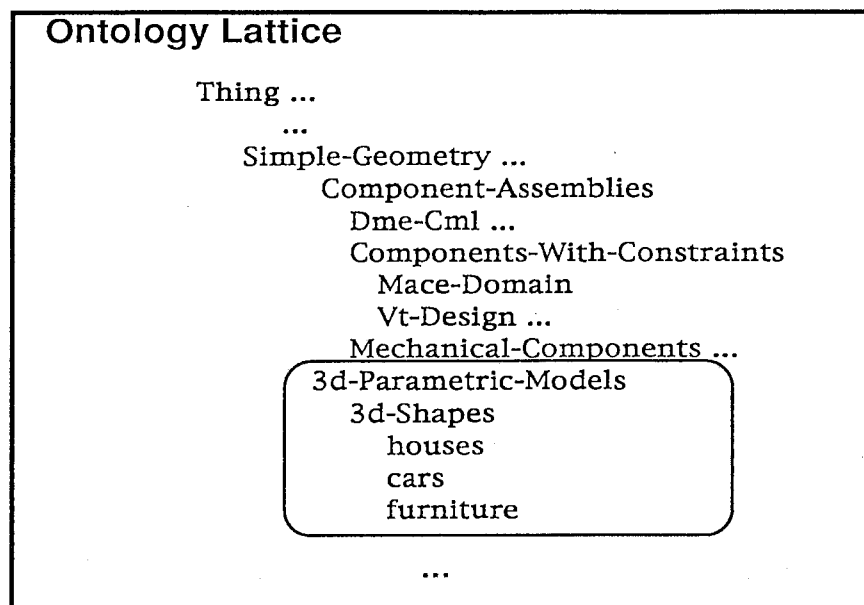 Ontology Lattice
Thing ...
...
Simple-Geometry ...
Component-Assemblies
Dme-Cml ...
Components-With-Constraints
Mace-Domain
Vt-Design ...
Mechanical-Components ...
3d-Parametric-Models
3d-Shapes
houses
cars
furniture
...